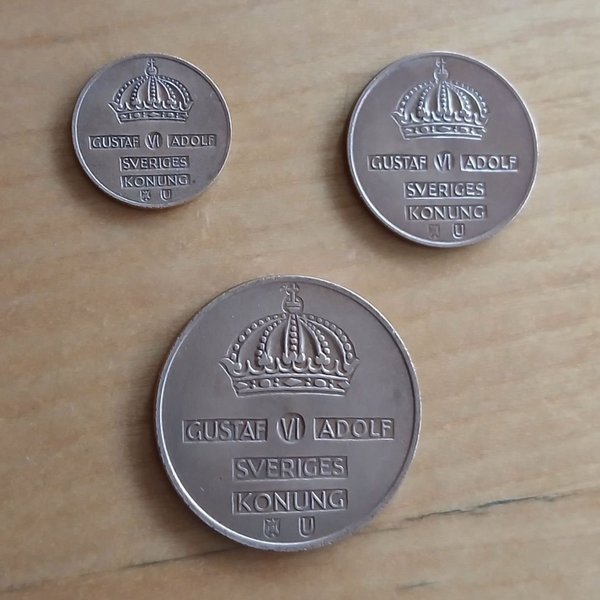 GUSTAF VI ADOLF
SVERIGES
KONUNG
U
GUSTAF VI ADOLF
SVERIGES
KONUNG
U
GUSTAF VI ADOLF
SVERIGES
KONUNG
U